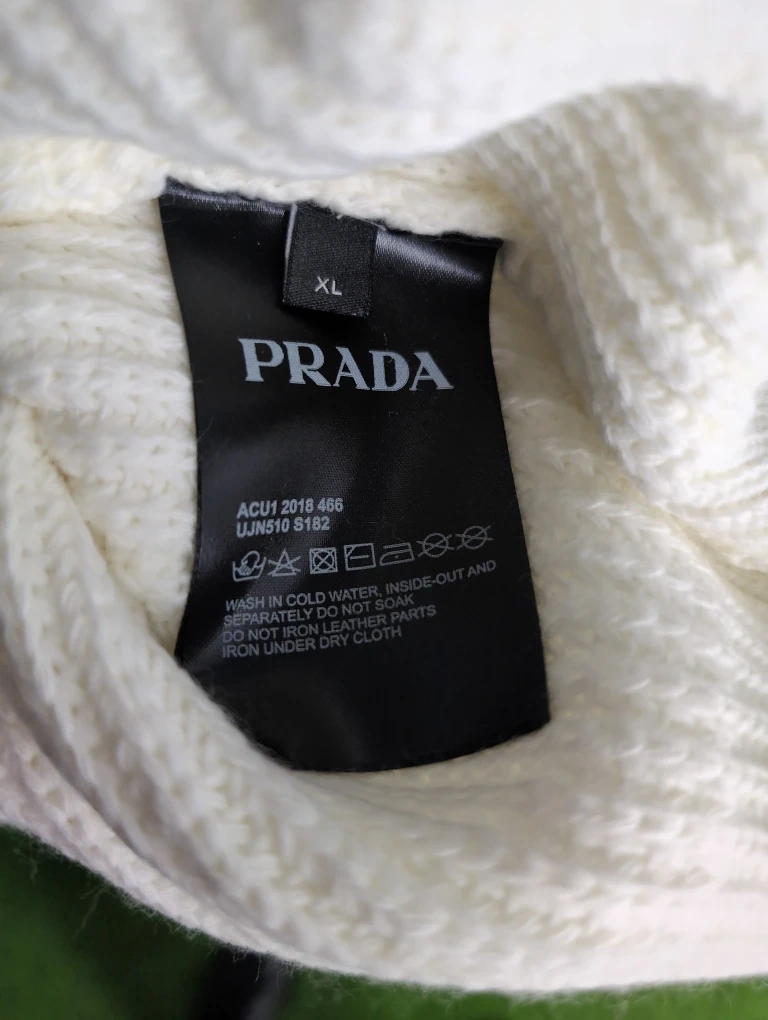 XL
PRADA
ACU1 2018 466
UJN510 S182
WASH IN COLD WATER, INSIDE-OUT AND
SEPARATELY DO NOT SOAK
DO NOT IRON LEATHER PARTS
IRON UNDER DRY CLOTH